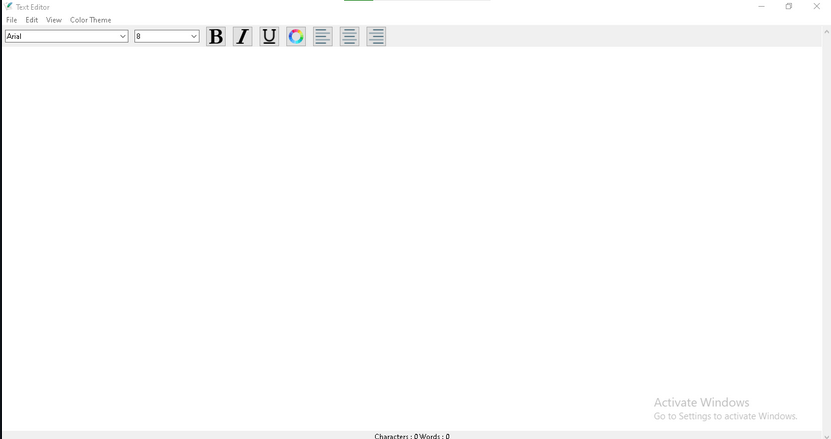 Text Editor
File Edit View Color Theme
Arial 8 B I U
Activate Windows
Go to Settings to activate Windows.
Characters : 0 Words : 0